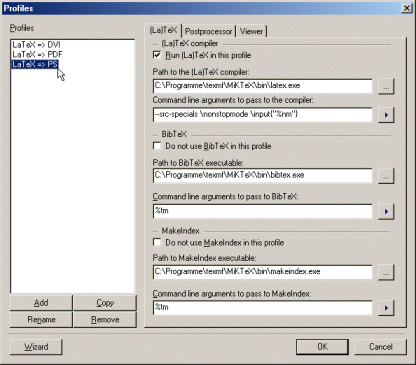 Profiles
Profiles
LaTeX => DVI
LaTeX => PDF
LaTeX => PS
Add
Copy
Rename
Remove
Wizard
(La)TeX
Postprocessor
Viewer
(La)TeX compiler
Run (La)TeX in this profile
Path to the (La)TeX compiler:
C:\Programme\texmf\MiKTeX\bin\latex.exe
...
Command line arguments to pass to the compiler:
--src-specials \nonstopmode \input{"%nm"}
BibTeX
Do not use BibTeX in this profile
Path to BibTeX executable:
C:\Programme\texmf\MiKTeX\bin\bibtex.exe
...
Command line arguments to pass to BibTeX:
%tm
MakeIndex
Do not use MakeIndex in this profile
Path to MakeIndex executable:
C:\Programme\texmf\MiKTeX\bin\makeindex.exe
...
Command line arguments to pass to MakeIndex:
%tm
OK
Cancel